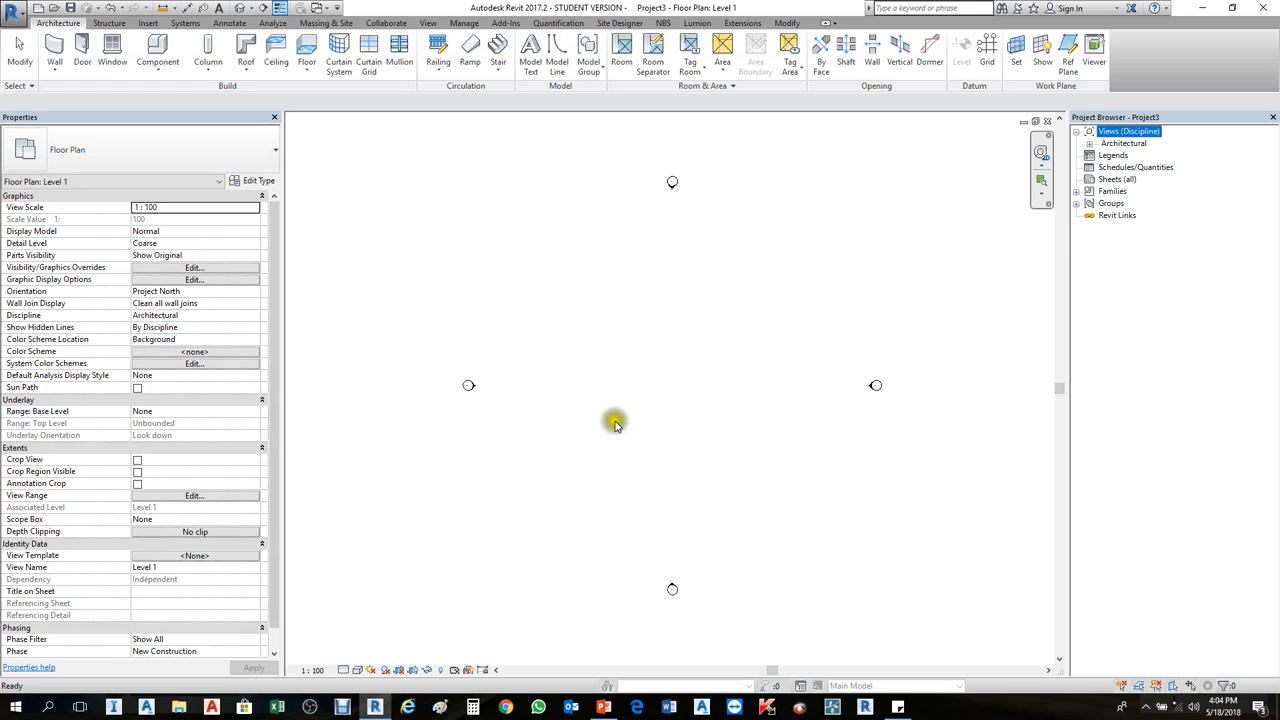 Autodesk Revit 2017.2 - STUDENT VERSION - Project3 - Floor Plan: Level 1
Type a keyword or phrase
Sign In
Architecture Structure Insert Systems Annotate Analyze Massing & Site Collaborate View Manage Add-Ins Quantification Site Designer NBS Lumion Extensions Modify
Modify Wall Door Window Component Column Roof Ceiling Floor Curtain System Curtain Grid Mullion Railing Ramp Stair Model Text Model Line Model Group Room Room Separator Tag Room Area Area Boundary Tag Area By Face Shaft Wall Vertical Dormer Level Grid Set Show Ref Plane Viewer
Select Build Circulation Model Room & Area Opening Datum Work Plane
Properties
Floor Plan
Floor Plan: Level 1 Edit Type
Graphics
View Scale 1 : 100
Scale Value 1: 100
Display Model Normal
Detail Level Coarse
Parts Visibility Show Original
Visibility/Graphics Overrides Edit...
Graphic Display Options Edit...
Orientation Project North
Wall Join Display Clean all wall joins
Discipline Architectural
Show Hidden Lines By Discipline
Color Scheme Location Background
Color Scheme <none>
System Color Schemes Edit...
Default Analysis Display Style None
Sun Path
Underlay
Range: Base Level None
Range: Top Level Unbounded
Underlay Orientation Look down
Extents
Crop View
Crop Region Visible
Annotation Crop
View Range Edit...
Associated Level Level 1
Scope Box None
Depth Clipping No clip
Identity Data
View Template <None>
View Name Level 1
Dependency Independent
Title on Sheet
Referencing Sheet
Referencing Detail
Phasing
Phase Filter Show All
Phase New Construction
Properties help Apply
1 : 100
Project Browser - Project3
Views (Discipline)
Architectural
Legends
Schedules/Quantities
Sheets (all)
Families
Groups
Revit Links
Ready
:0
Main Model
:0
4:04 PM
5/18/2018